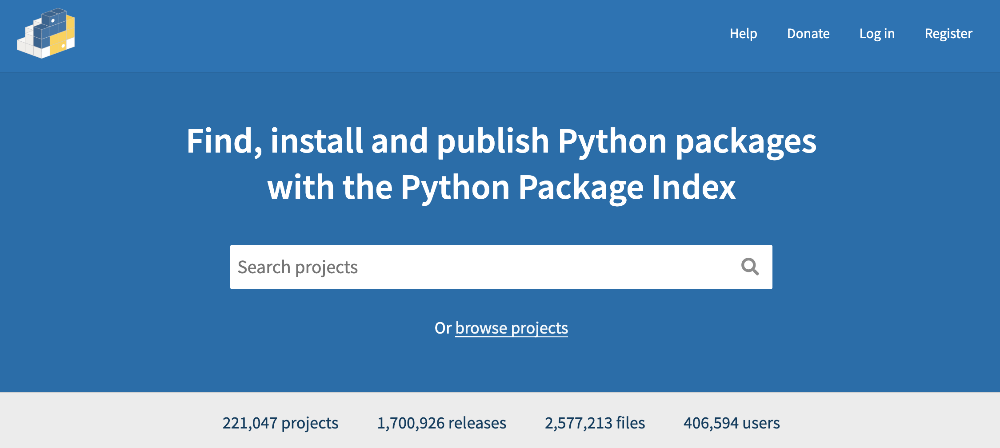 Help Donate Log in Register
Find, install and publish Python packages
with the Python Package Index
Search projects
Or browse projects
221,047 projects 1,700,926 releases 2,577,213 files 406,594 users